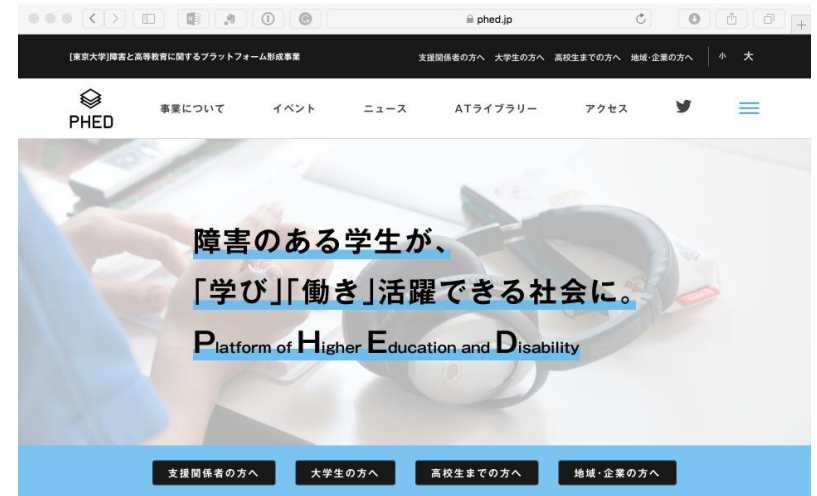 phed.jp
[東京大学]障害と高等教育に関するプラットフォーム形成事業
支援関係者の方へ 大学生の方へ 高校生までの方へ 地域・企業の方へ 小 大
PHED
事業について イベント ニュース ATライブラリー アクセス
障害のある学生が、
「学び」「働き」活躍できる社会に。
Platform of Higher Education and Disability
支援関係者の方へ 大学生の方へ 高校生までの方へ 地域・企業の方へ